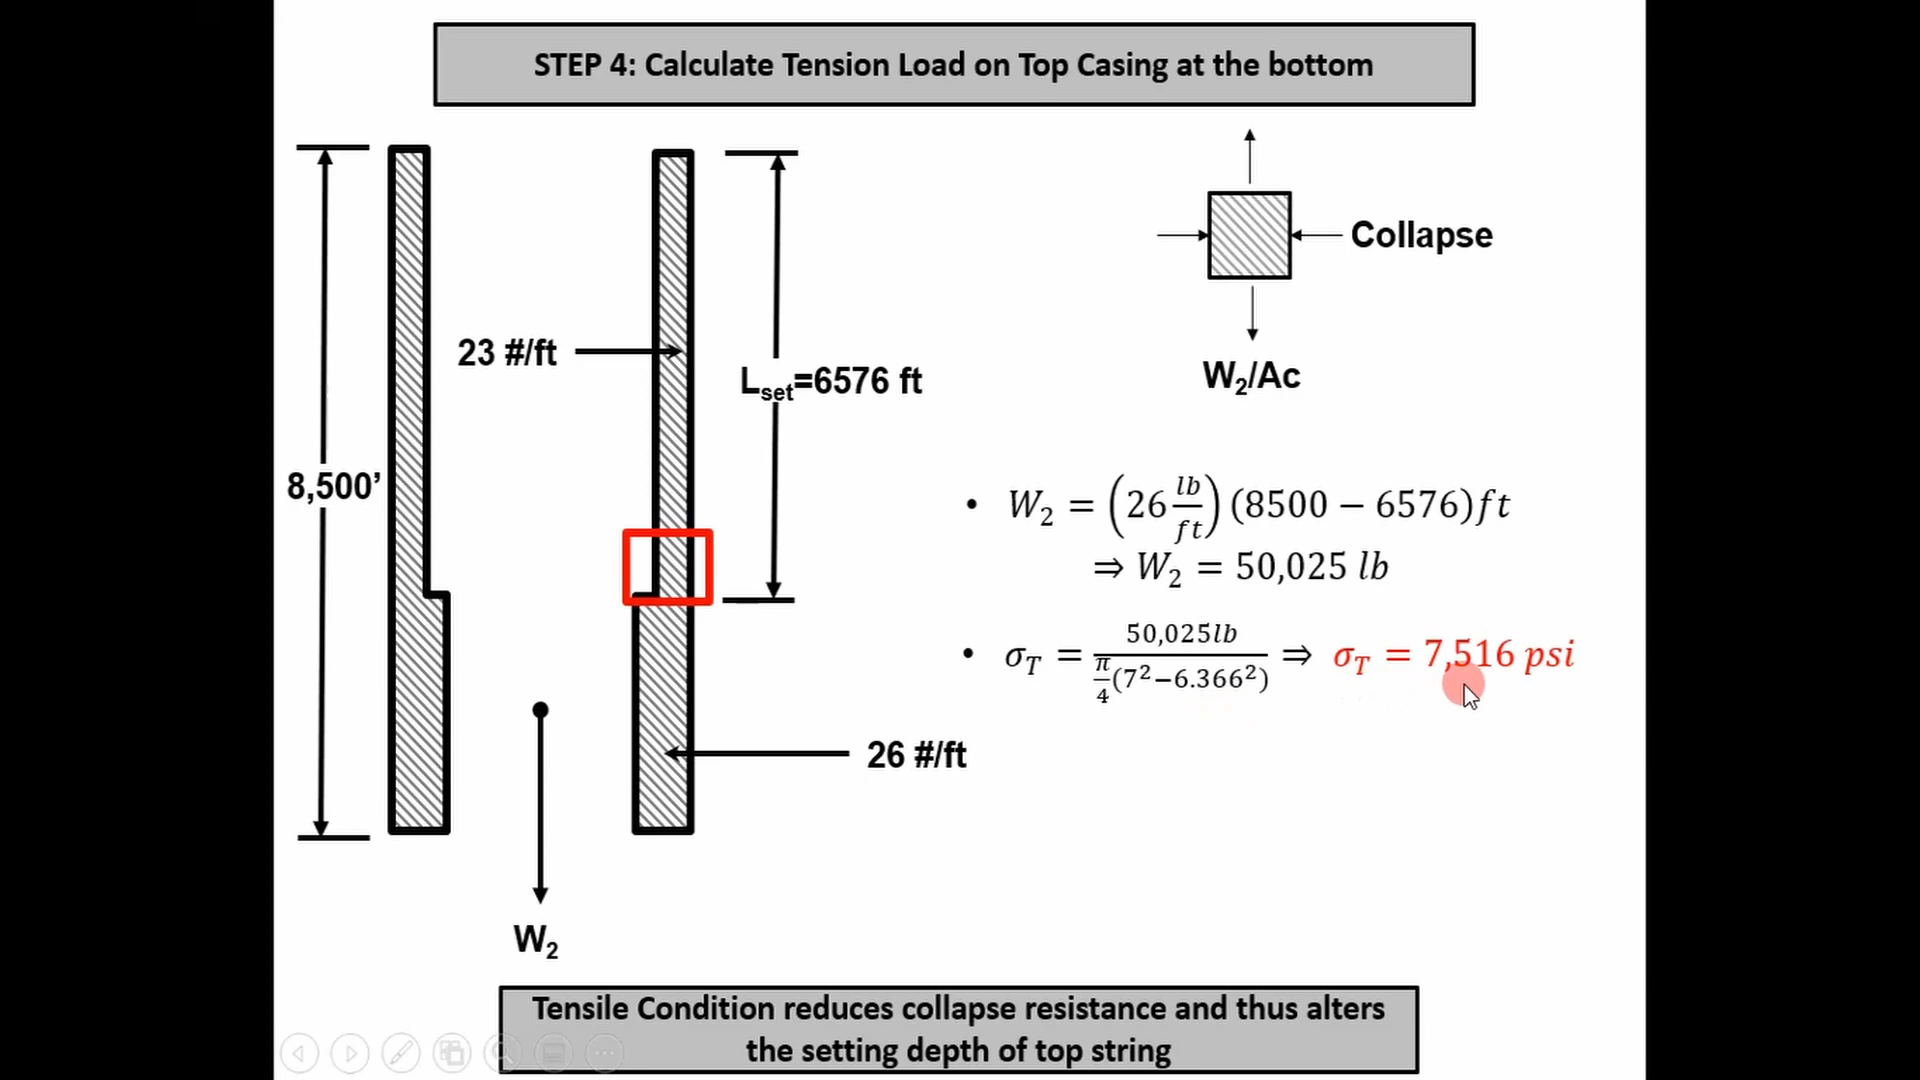 STEP 4: Calculate Tension Load on Top Casing at the bottom
Collapse
W₂/Ac
23 #/ft
Lset=6576 ft
8,500’
• W₂ = (26 lb/ft) (8500 − 6576)ft
⇒ W₂ = 50,025 lb
• σT = 50,025lb / π/4(7²−6.366²) ⇒ σT = 7,516 psi
26 #/ft
W₂
Tensile Condition reduces collapse resistance and thus alters
the setting depth of top string